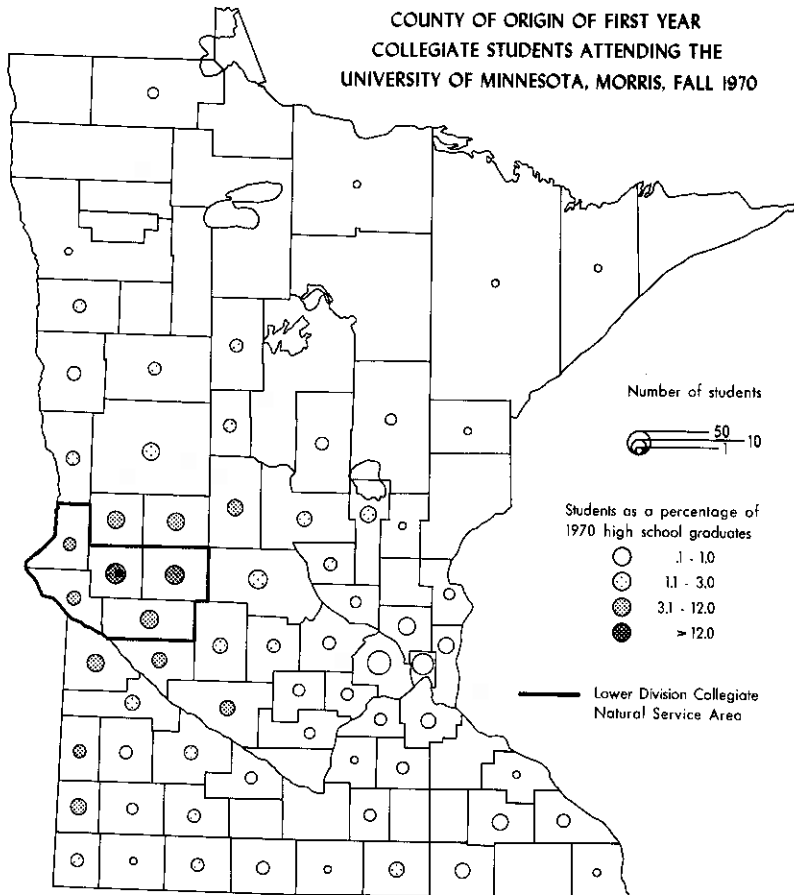 COUNTY OF ORIGIN OF FIRST YEAR
COLLEGIATE STUDENTS ATTENDING THE
UNIVERSITY OF MINNESOTA, MORRIS, FALL 1970
Number of students
50
10
1
Students as a percentage of
1970 high school graduates
.1 - 1.0
1.1 - 3.0
3.1 - 12.0
> 12.0
Lower Division Collegiate
Natural Service Area